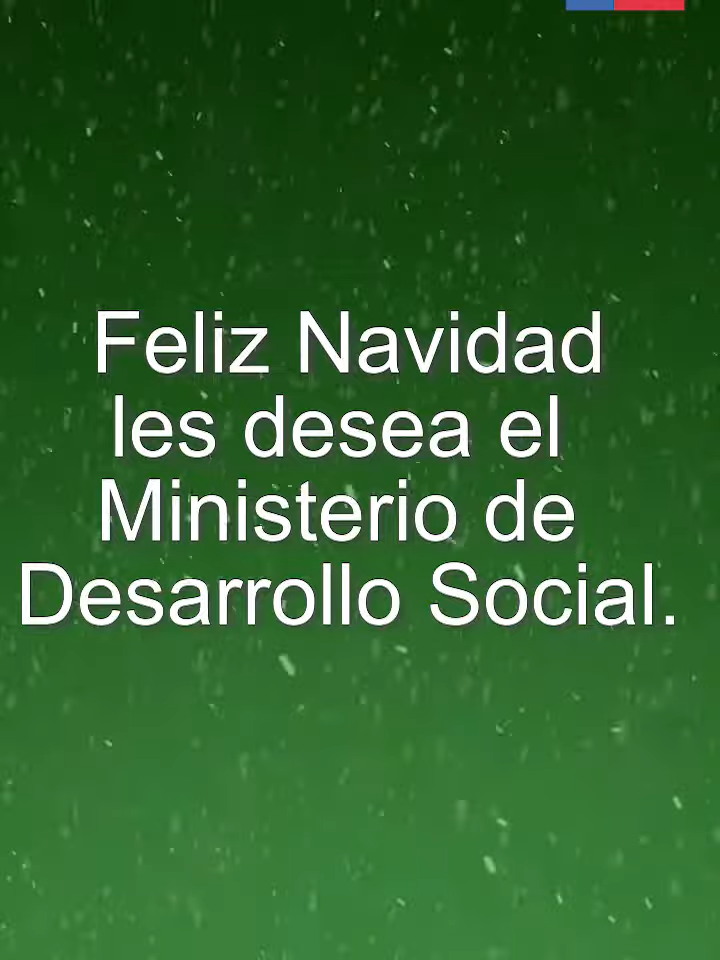 Feliz Navidad
les desea el
Ministerio de
Desarrollo Social.